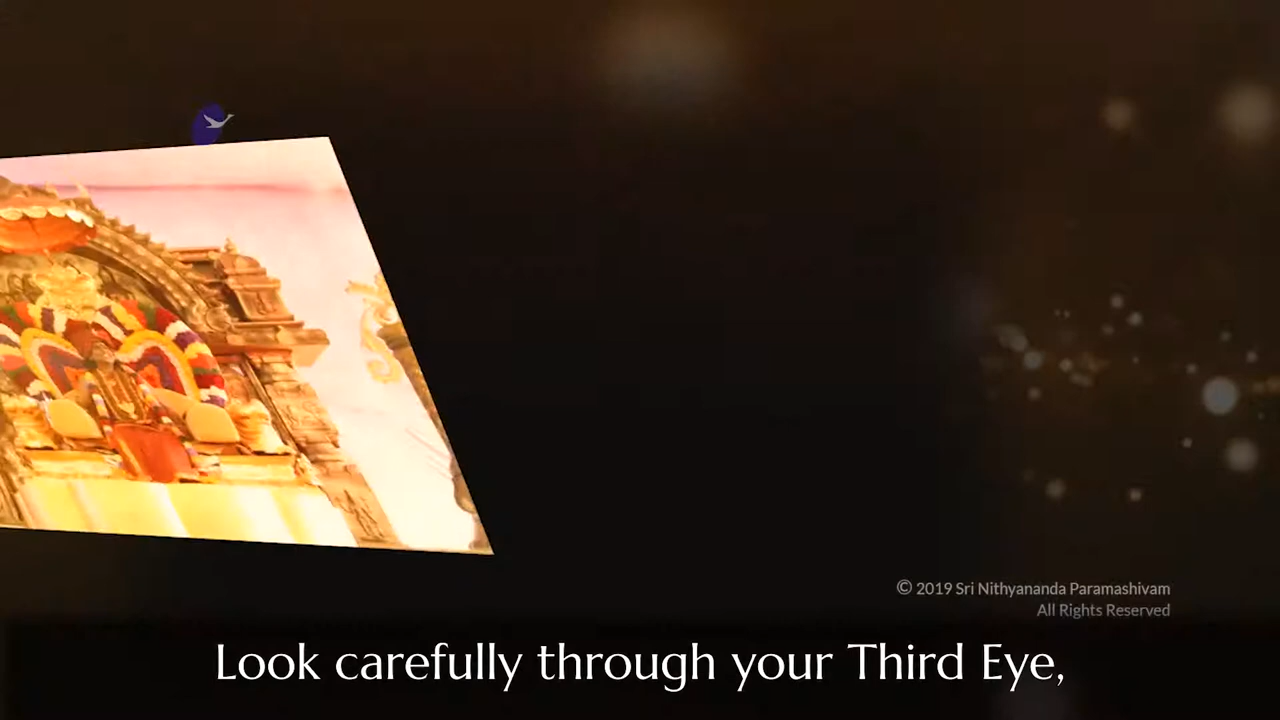 © 2019 Sri Nithyananda Paramashivam
All Rights Reserved
Look carefully through your Third Eye,